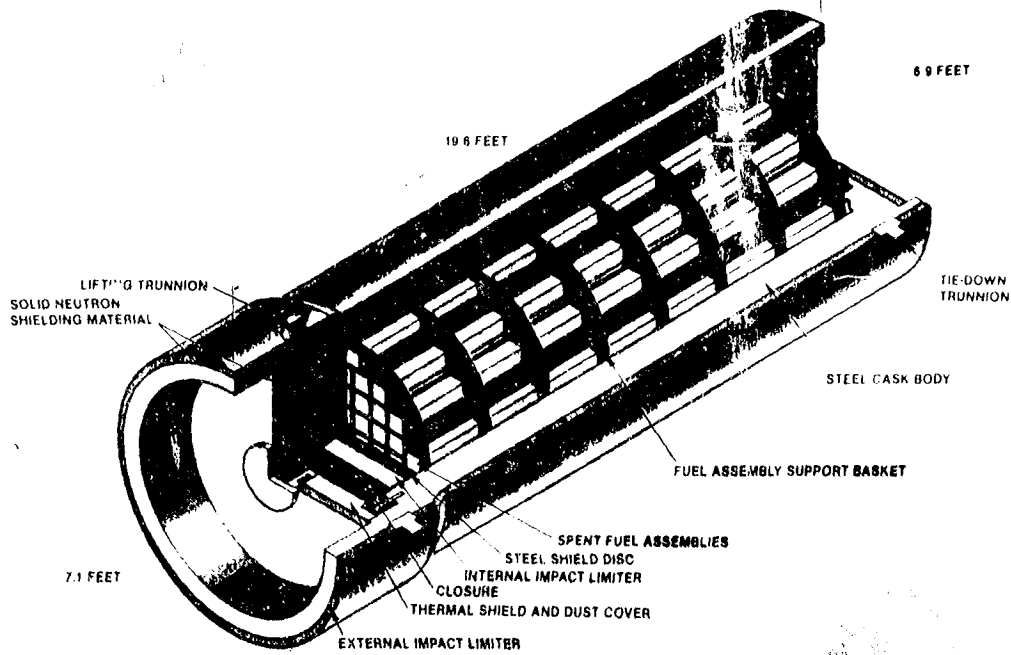 6.9 FEET
19.6 FEET
LIFTING TRUNNION
SOLID NEUTRON
SHIELDING MATERIAL
TIE-DOWN
TRUNNION
STEEL CASK BODY
FUEL ASSEMBLY SUPPORT BASKET
SPENT FUEL ASSEMBLIES
STEEL SHIELD DISC
INTERNAL IMPACT LIMITER
CLOSURE
7.1 FEET
THERMAL SHIELD AND DUST COVER
EXTERNAL IMPACT LIMITER